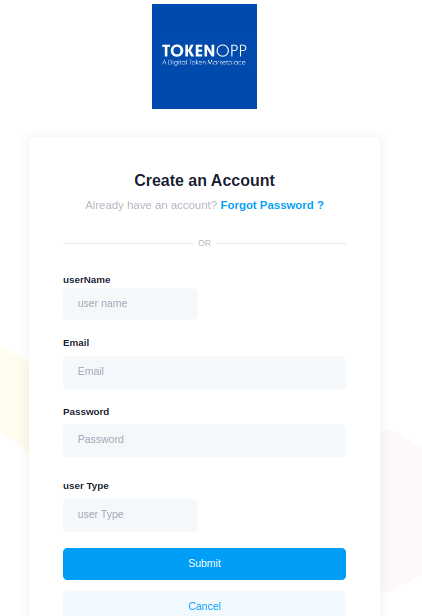 TOKENOPP
A Digital Token Marketplace
Create an Account
Already have an account? Forgot Password ?
OR
userName
user name
Email
Email
Password
Password
user Type
user Type
Submit
Cancel